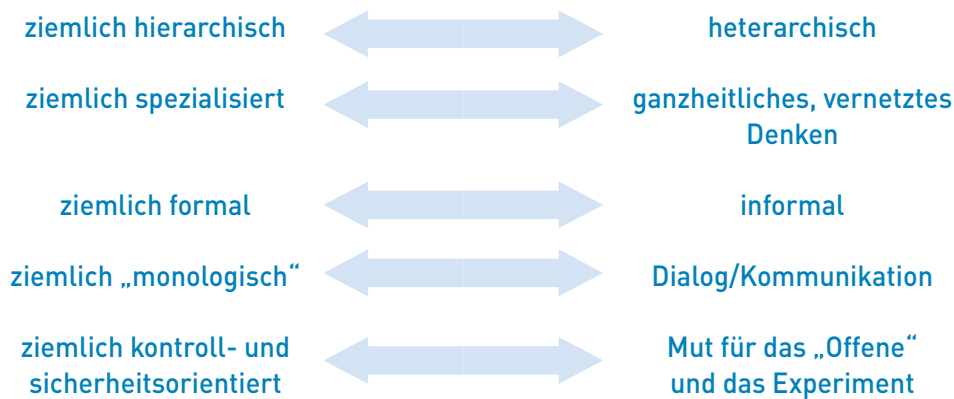 ziemlich hierarchisch
heterarchisch
ziemlich spezialisiert
ganzheitliches, vernetztes
Denken
ziemlich formal
informal
ziemlich „monologisch“
Dialog/Kommunikation
ziemlich kontroll- und
sicherheitsorientiert
Mut für das „Offene“
und das Experiment